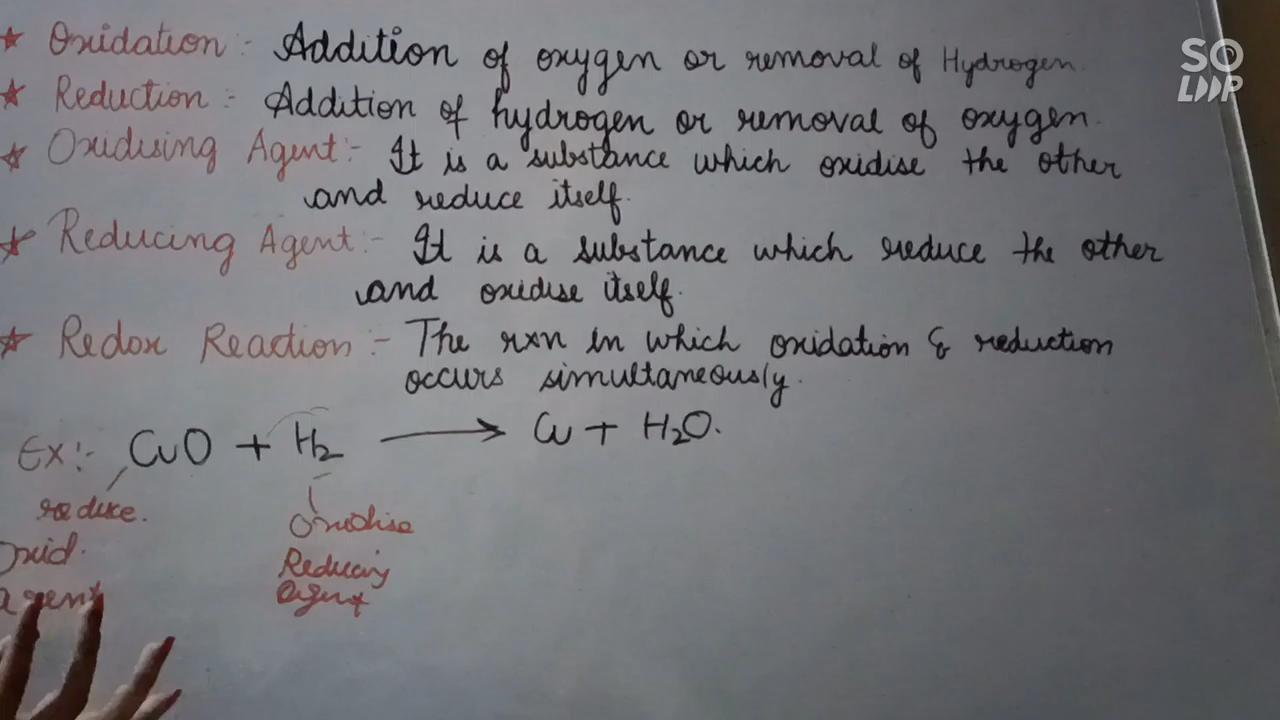 ★ Oxidation :- Addition of oxygen or removal of Hydrogen.
★ Reduction :- Addition of hydrogen or removal of oxygen.
★ Oxidising Agent :- It is a substance which oxidise the other
and reduce itself.
★ Reducing Agent :- It is a substance which reduce the other
and oxidise itself.
★ Redox Reaction :- The rxn in which oxidation & reduction
occurs simultaneously.
Ex:- CuO + H₂ ⟶ Cu + H₂O.
reduce.
Oxidise
Oxid.
Reducing
agent
agent
SO
LOOP